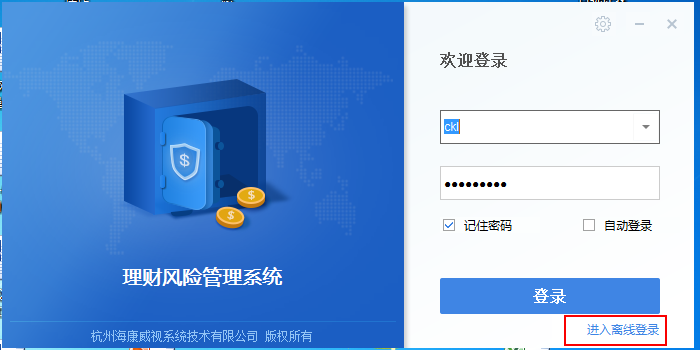 欢迎登录
ckl
●●●●●●●●●
记住密码
自动登录
登录
进入离线登录
理财风险管理系统
杭州海康威视系统技术有限公司 版权所有